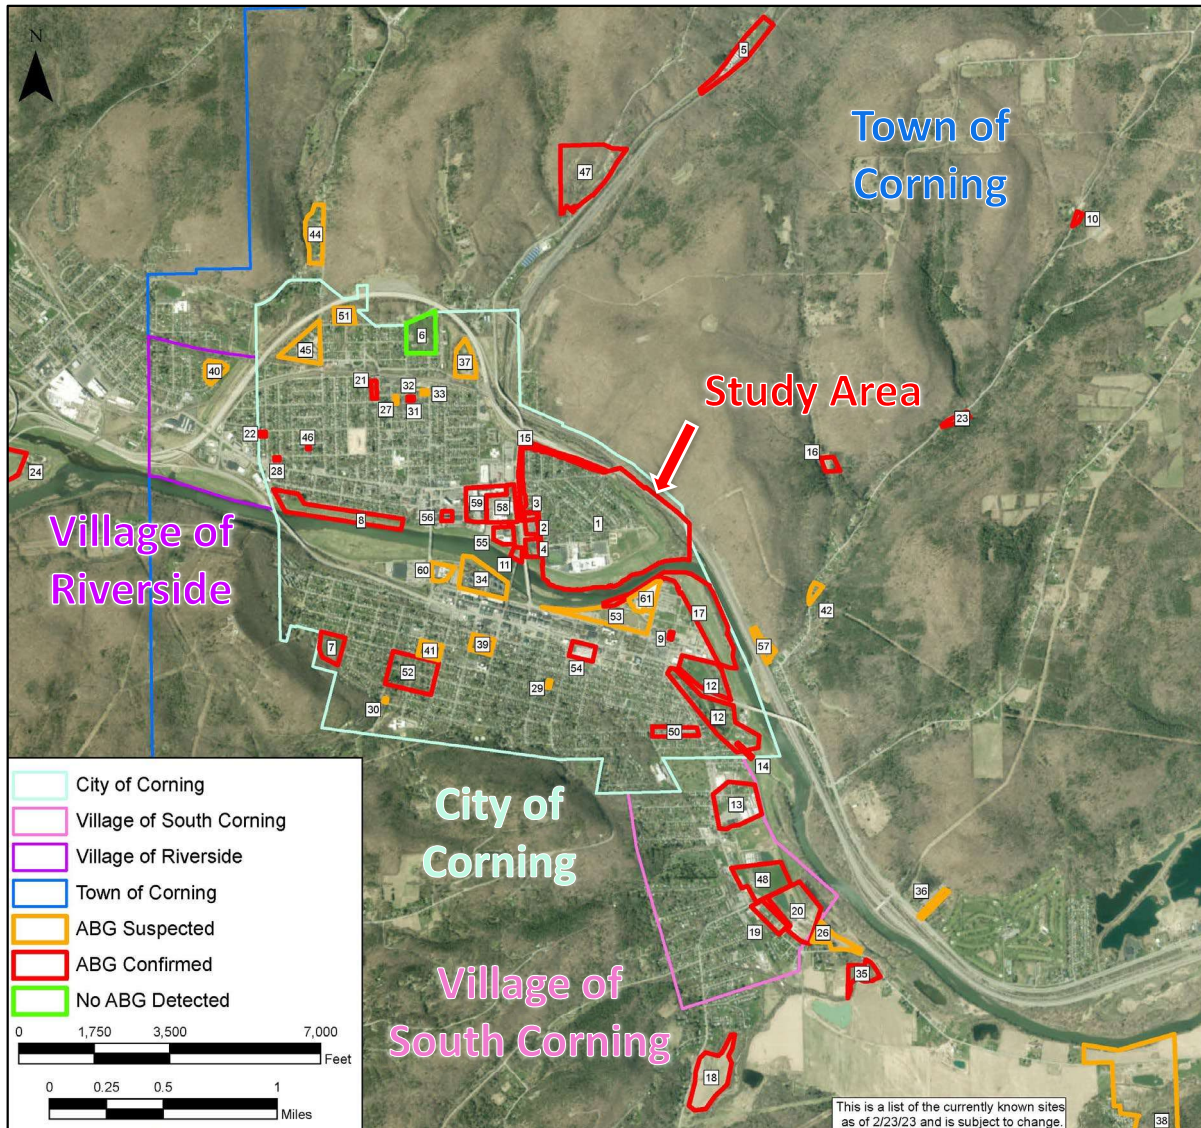 N
5
Town of
Corning
47
10
44
51
6
45
37
40
21
32
33
27
31
Study Area
23
22
46
15
16
28
24
59
58
3
56
8
2
1
55
4
11
Village of
Riverside
60
34
61
42
53
17
9
7
41
39
57
52
54
29
12
30
12
50
14
City of
Corning
13
48
36
20
19
26
35
Village of
South Corning
18
38
City of Corning
Village of South Corning
Village of Riverside
Town of Corning
ABG Suspected
ABG Confirmed
No ABG Detected
0 1,750 3,500 7,000
Feet
0 0.25 0.5 1
Miles
This is a list of the currently known sites
as of 2/23/23 and is subject to change.